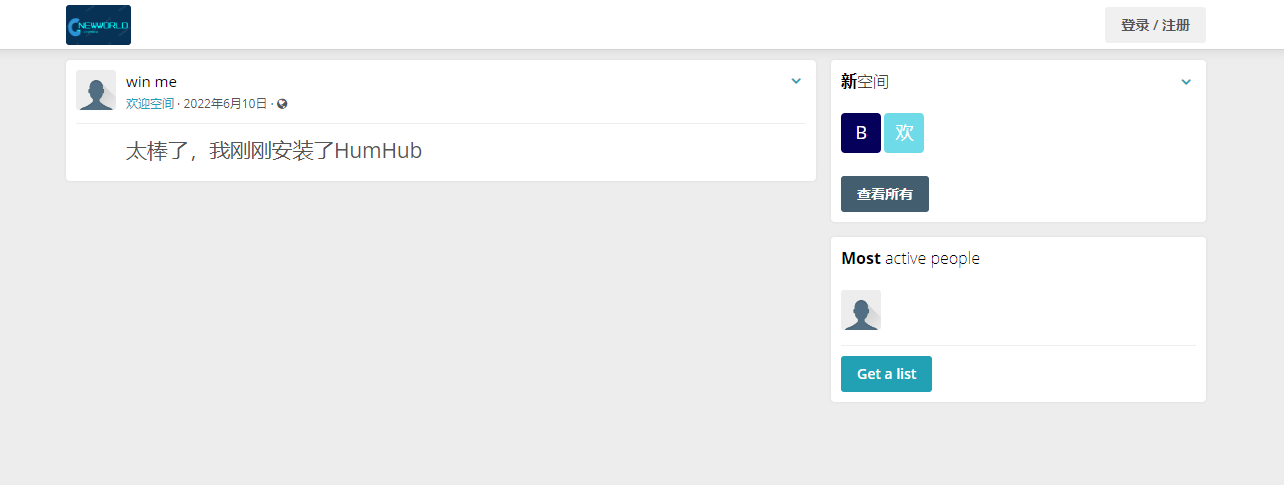 NEWWORLD
登录 / 注册
win me
欢迎空间 · 2022年6月10日 ·
太棒了，我刚刚安装了HumHub
新空间
B 欢
查看所有
Most active people
Get a list